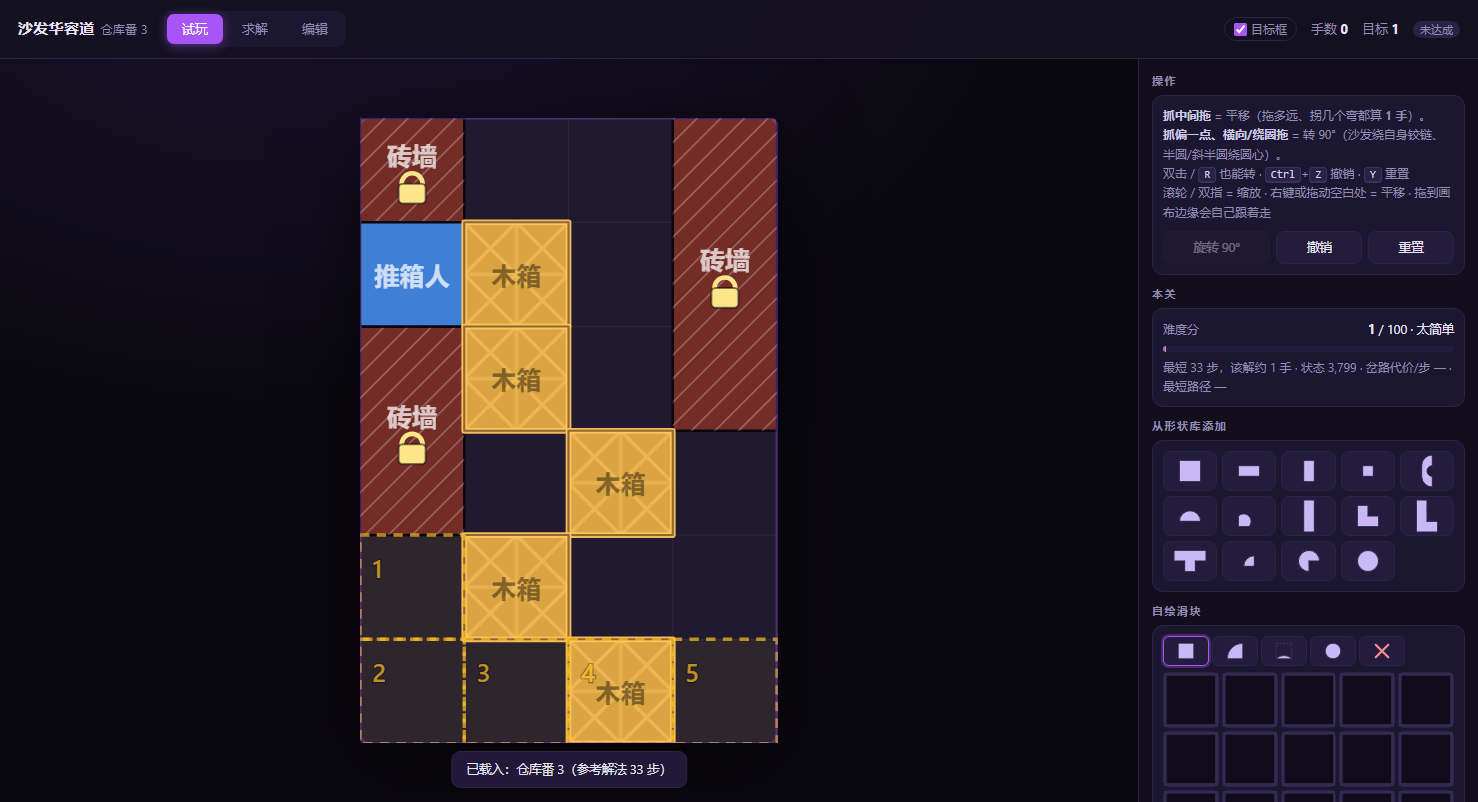 沙发华容道 仓库番 3 试玩 求解 编辑 目标框 手数 0 目标 1 未达成
砖墙
推箱人
木箱
砖墙
木箱
砖墙
木箱
1
木箱
2
3
4
木箱
5
已载入：仓库番 3（参考解法 33 步）
操作
抓中间拖 = 平移（拖多远、拐几个弯都算 1 手）。
抓偏一点、横向/绕圈拖 = 转 90°（沙发绕自身铰链、
半圆/斜半圆绕圆心）。
双击 / R 也能转 · Ctrl + Z 撤销 · Y 重置
滚轮 / 双指 = 缩放 · 右键或拖动空白处 = 平移 · 拖到画
布边缘会自己跟着走
旋转 90° 撤销 重置
本关
难度分 1 / 100 · 太简单
最短 33 步，该解约 1 手 · 状态 3,799 · 岔路代价/步 — ·
最短路径 —
从形状库添加
自绘滑块